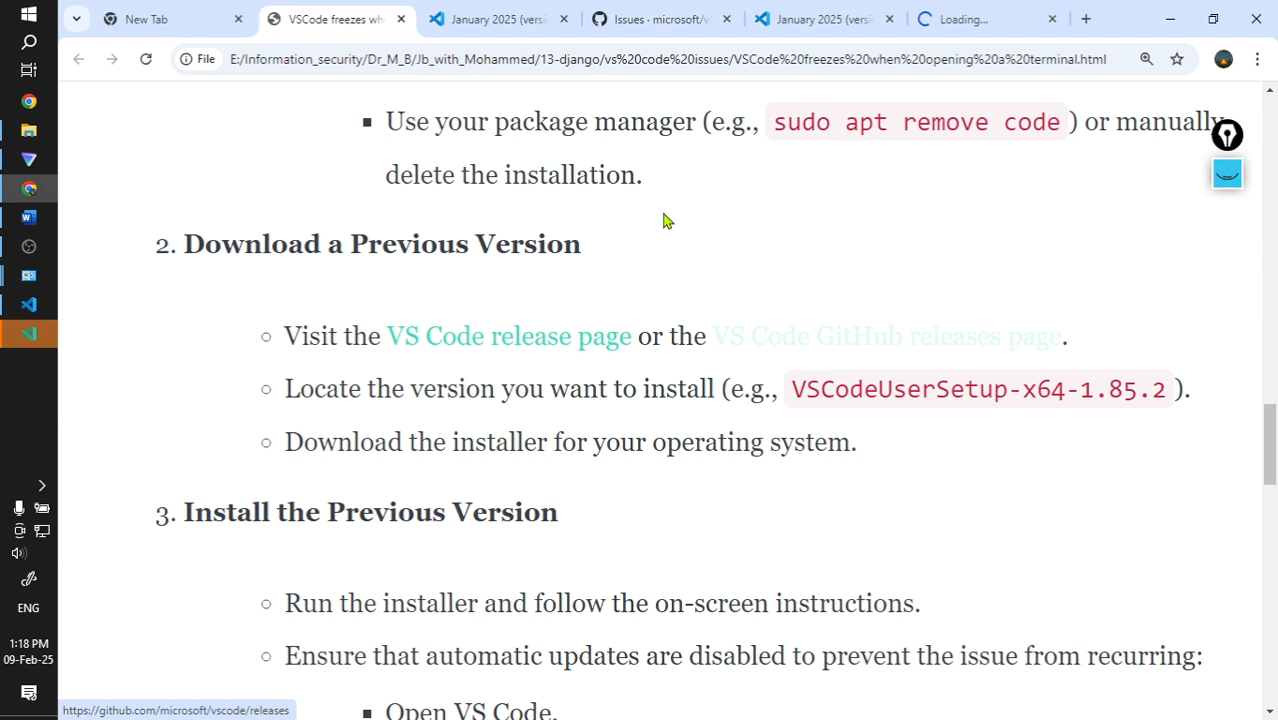 New Tab
VSCode freezes wh
January 2025 (versi
Issues · microsoft/v
January 2025 (versi
Loading...
File
E:/Information_security/Dr_M_B/Jb_with_Mohammed/13-django/vs%20code%20issues/VSCode%20freezes%20when%20opening%20a%20terminal.html
▪ Use your package manager (e.g., sudo apt remove code) or manually
delete the installation.
2. Download a Previous Version
○ Visit the VS Code release page or the VS Code GitHub releases page.
○ Locate the version you want to install (e.g., VSCodeUserSetup-x64-1.85.2).
○ Download the installer for your operating system.
3. Install the Previous Version
○ Run the installer and follow the on-screen instructions.
○ Ensure that automatic updates are disabled to prevent the issue from recurring:
▪ Open VS Code.
https://github.com/microsoft/vscode/releases
ENG
1:18 PM
09-Feb-25